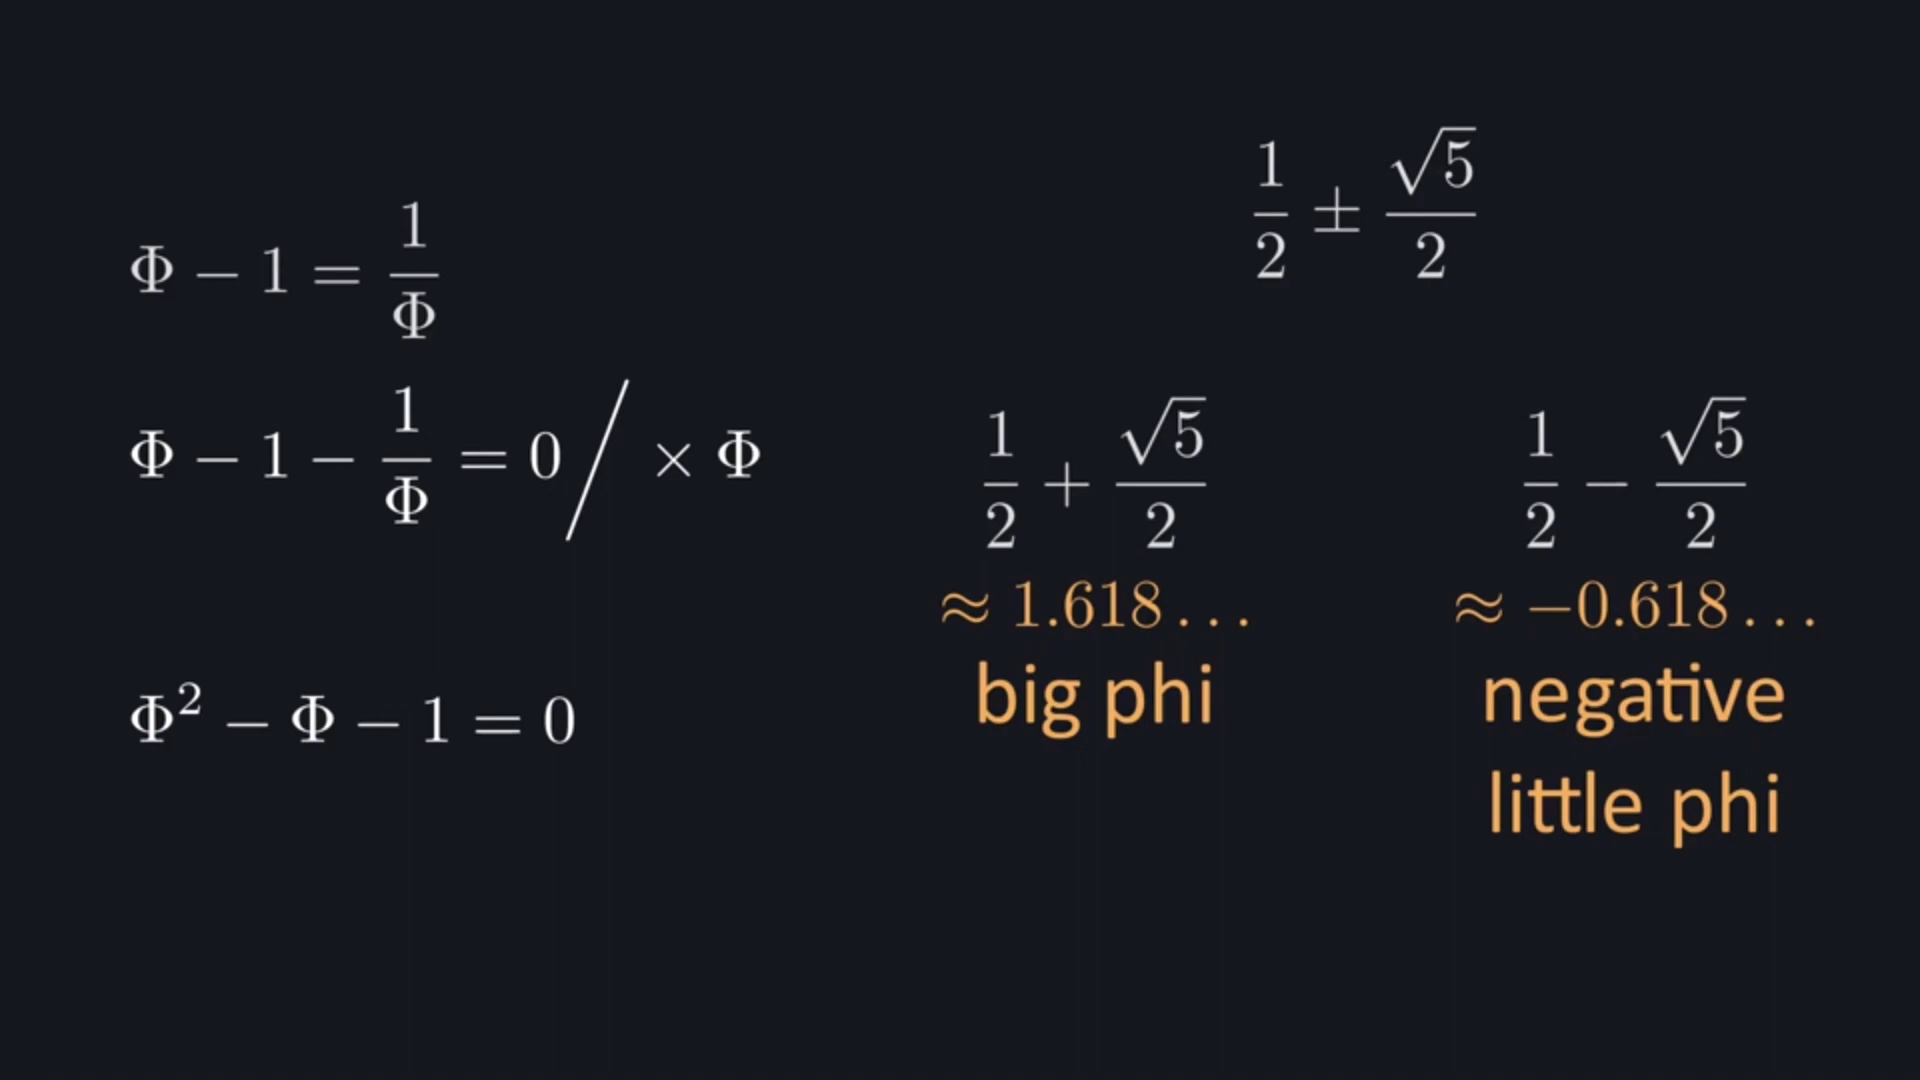 Φ − 1 = 1/Φ
Φ − 1 − 1/Φ = 0 / × Φ
Φ² − Φ − 1 = 0
1/2 ± √5/2
1/2 + √5/2
≈ 1.618...
big phi
1/2 − √5/2
≈ −0.618...
negative
little phi